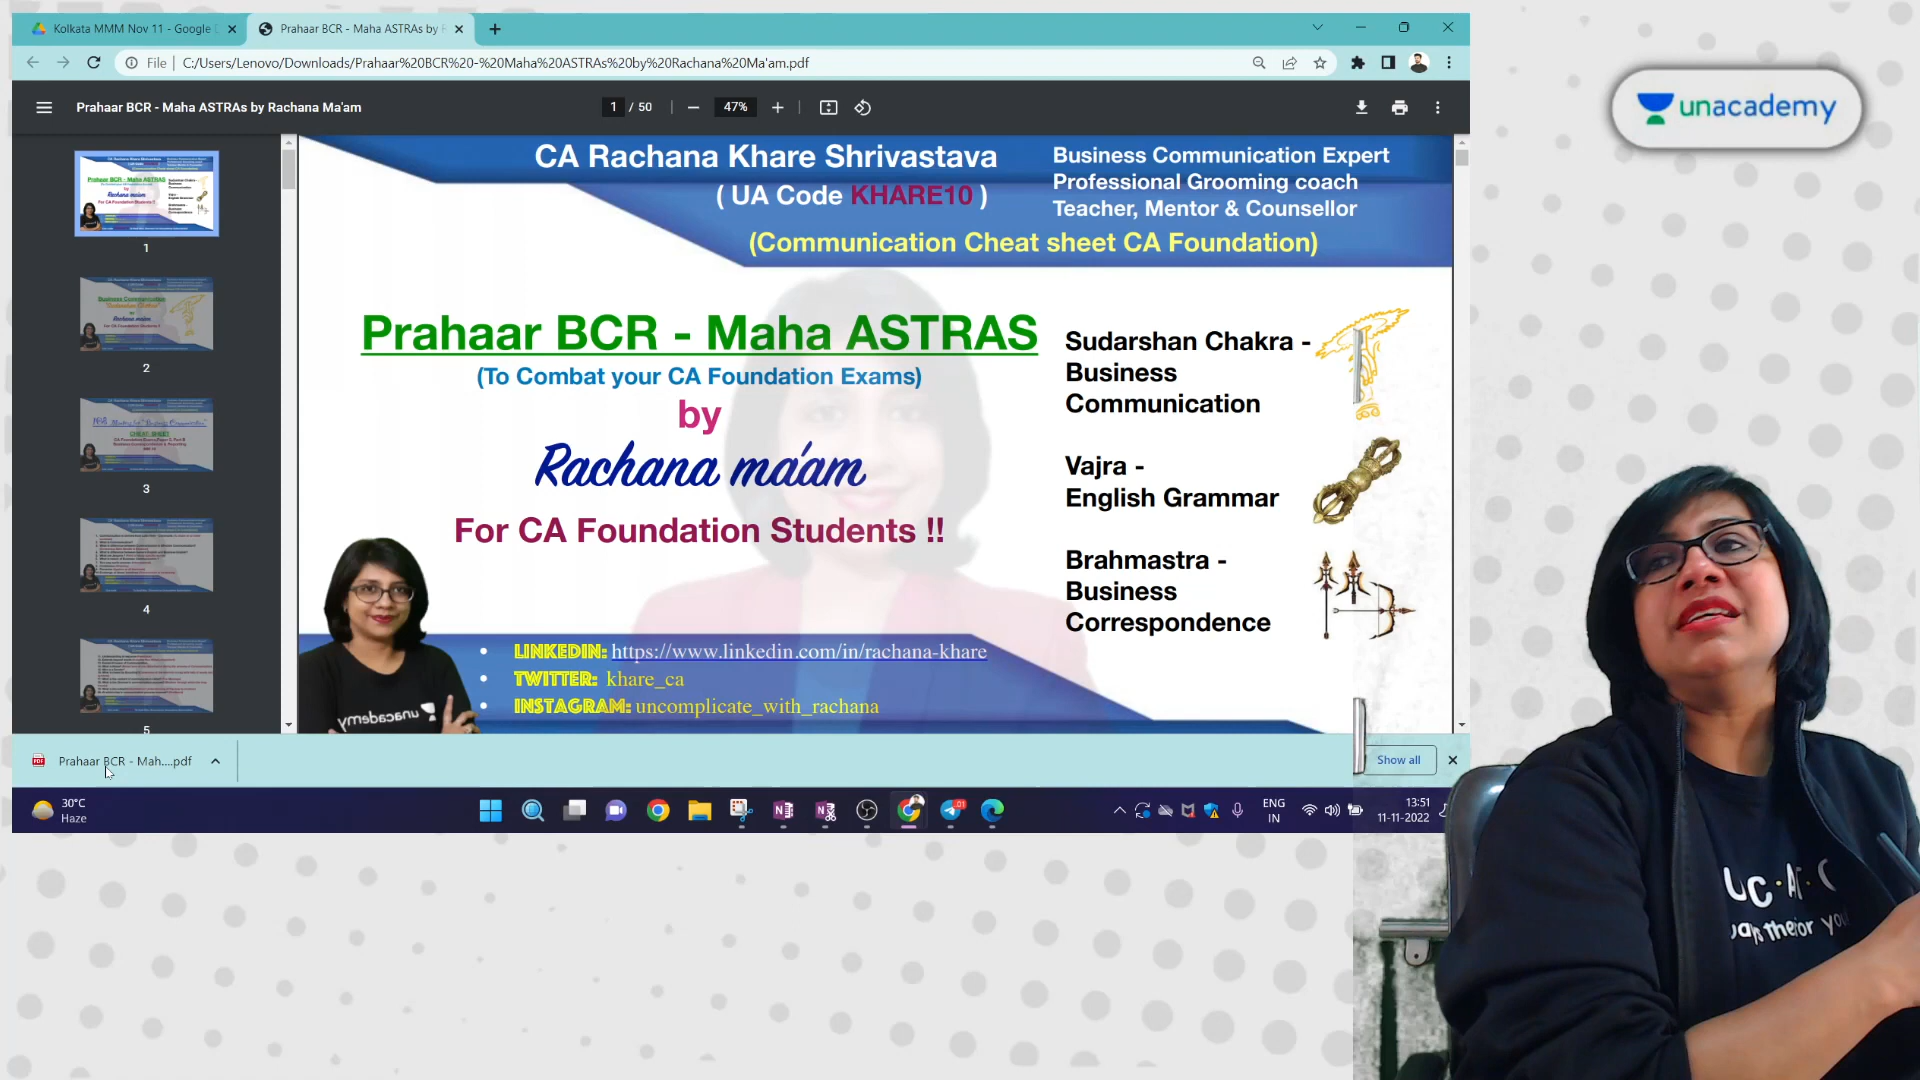 Kolkata MMM Nov 11 - Google
Prahaar BCR - Maha ASTRAs by
File
C:/Users/Lenovo/Downloads/Prahaar%20BCR%20-%20Maha%20ASTRAs%20by%20Rachana%20Ma'am.pdf
Prahaar BCR - Maha ASTRAs by Rachana Ma'am
1 / 50
47%
unacademy
CA Rachana Khare Shrivastava
( UA Code KHARE10 )
Business Communication Expert
Professional Grooming coach
Teacher, Mentor & Counsellor
(Communication Cheat sheet CA Foundation)
Prahaar BCR - Maha ASTRAS
(To Combat your CA Foundation Exams)
by
Rachana ma'am
For CA Foundation Students !!
Sudarshan Chakra -
Business
Communication
Vajra -
English Grammar
Brahmastra -
Business
Correspondence
LINKEDIN: https://www.linkedin.com/in/rachana-khare
TWITTER: khare_ca
INSTAGRAM: uncomplicate_with_rachana
1
2
3
4
5
Prahaar BCR - Mah....pdf
Show all
30°C
Haze
ENG
IN
13:51
11-11-2022